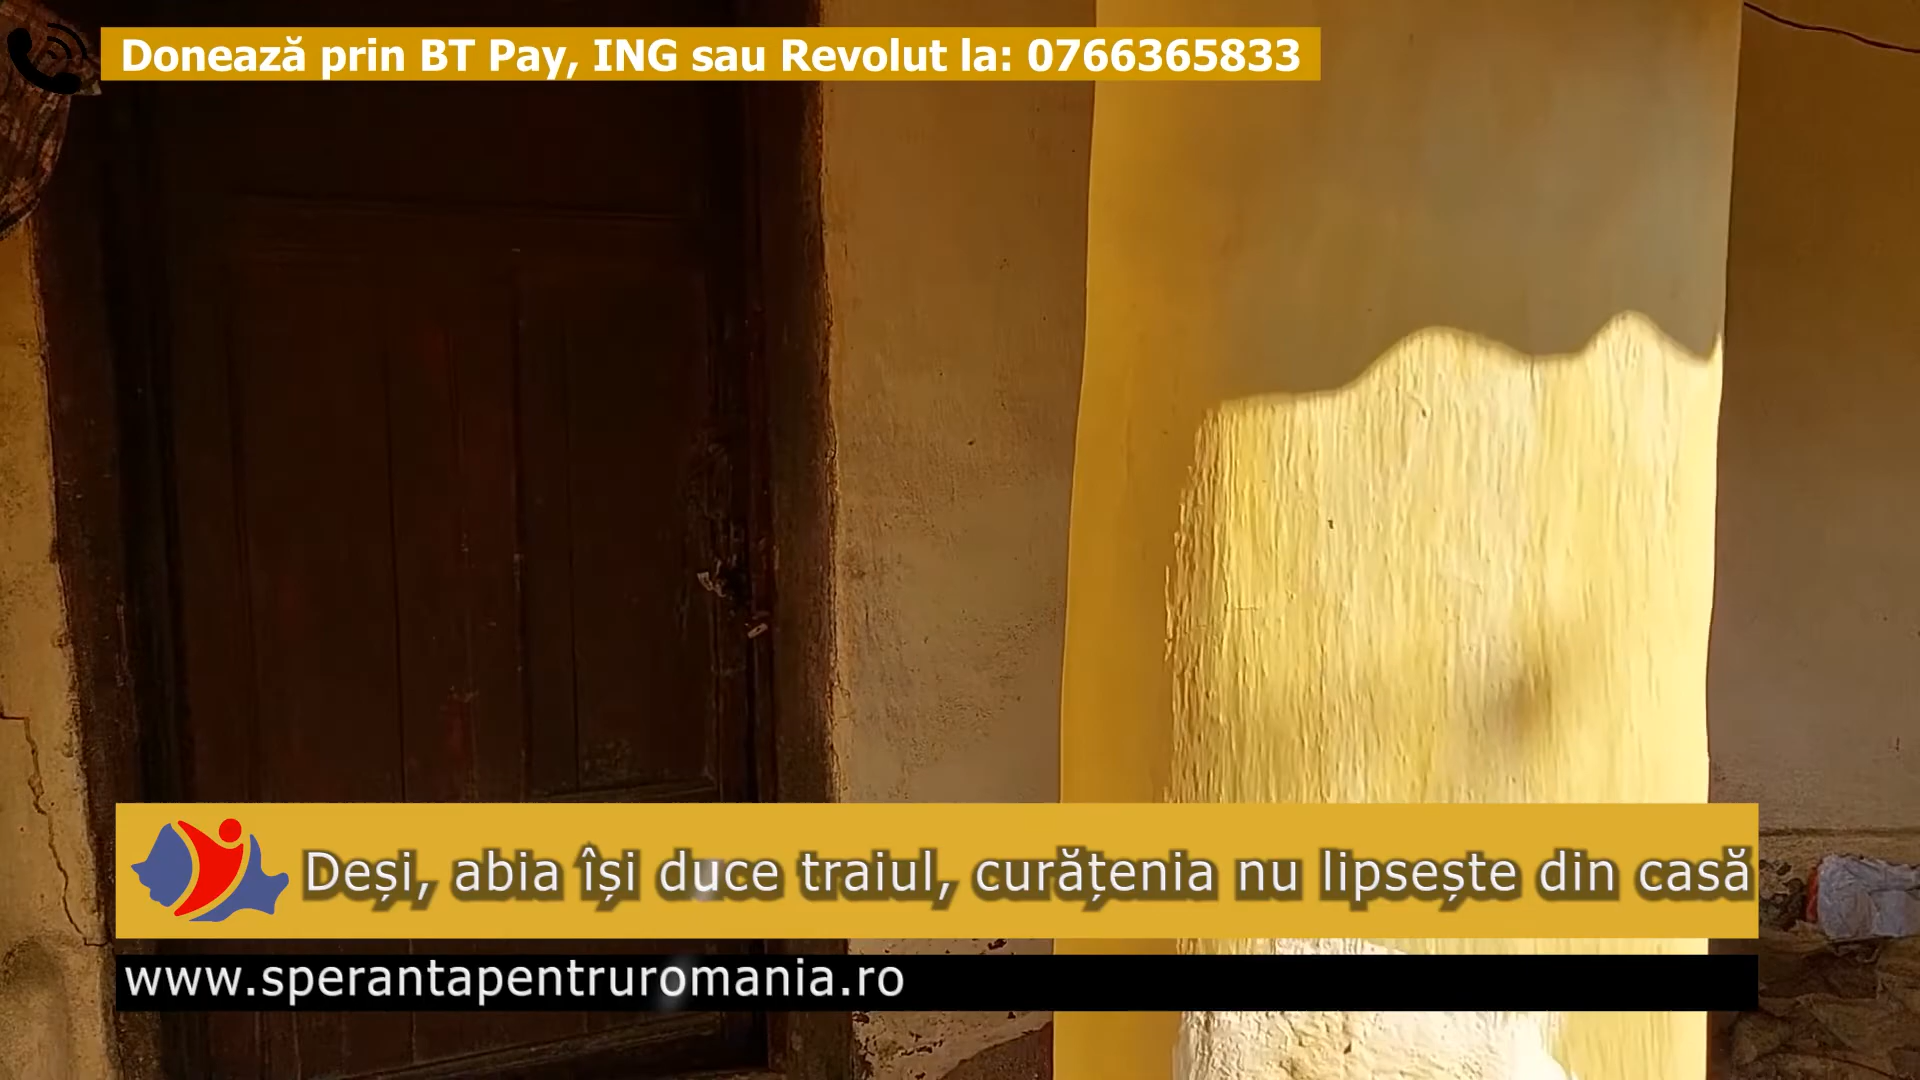 Donează prin BT Pay, ING sau Revolut la: 0766365833
Deși, abia își duce traiul, curățenia nu lipsește din casă
www.sperantapentruromania.ro